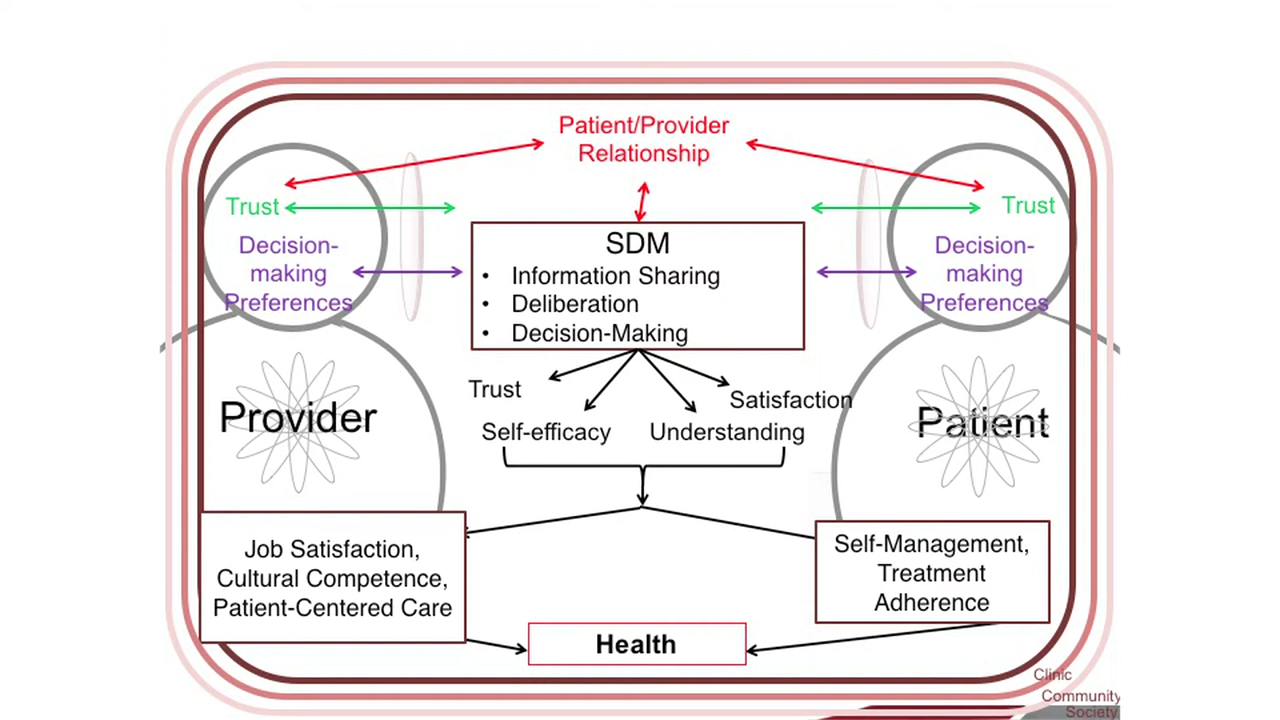 Patient/Provider
Relationship
Trust
Decision-
making
Preferences
SDM
• Information Sharing
• Deliberation
• Decision-Making
Trust
Decision-
making
Preferences
Trust
Satisfaction
Self-efficacy
Understanding
Provider
Patient
Job Satisfaction,
Cultural Competence,
Patient-Centered Care
Self-Management,
Treatment
Adherence
Health
Clinic
Community
Society